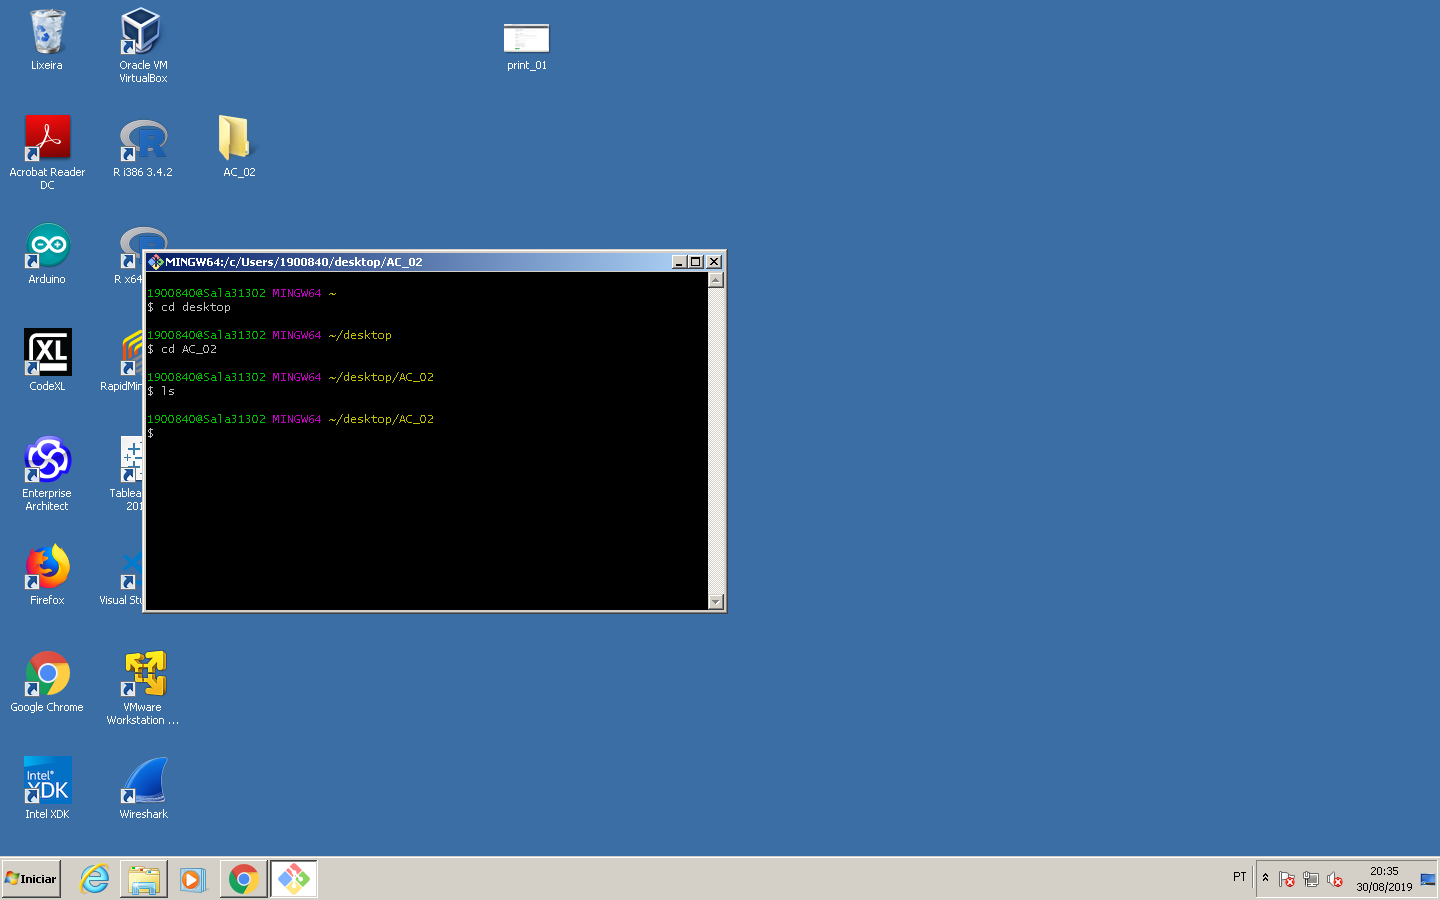 Lixeira
Oracle VM
VirtualBox
print_01
Acrobat Reader
DC
R i386 3.4.2
AC_02
Arduino
R x64
MINGW64:/c/Users/1900840/desktop/AC_02
1900840@Sala31302 MINGW64 ~
$ cd desktop
1900840@Sala31302 MINGW64 ~/desktop
$ cd AC_02
1900840@Sala31302 MINGW64 ~/desktop/AC_02
$ ls
1900840@Sala31302 MINGW64 ~/desktop/AC_02
$
XL
CodeXL
RapidMin
Enterprise
Architect
Tablea
201
Firefox
Visual Stu
Google Chrome
VMware
Workstation ...
Intel®
XDK
Intel XDK
Wireshark
Iniciar
PT
20:35
30/08/2019